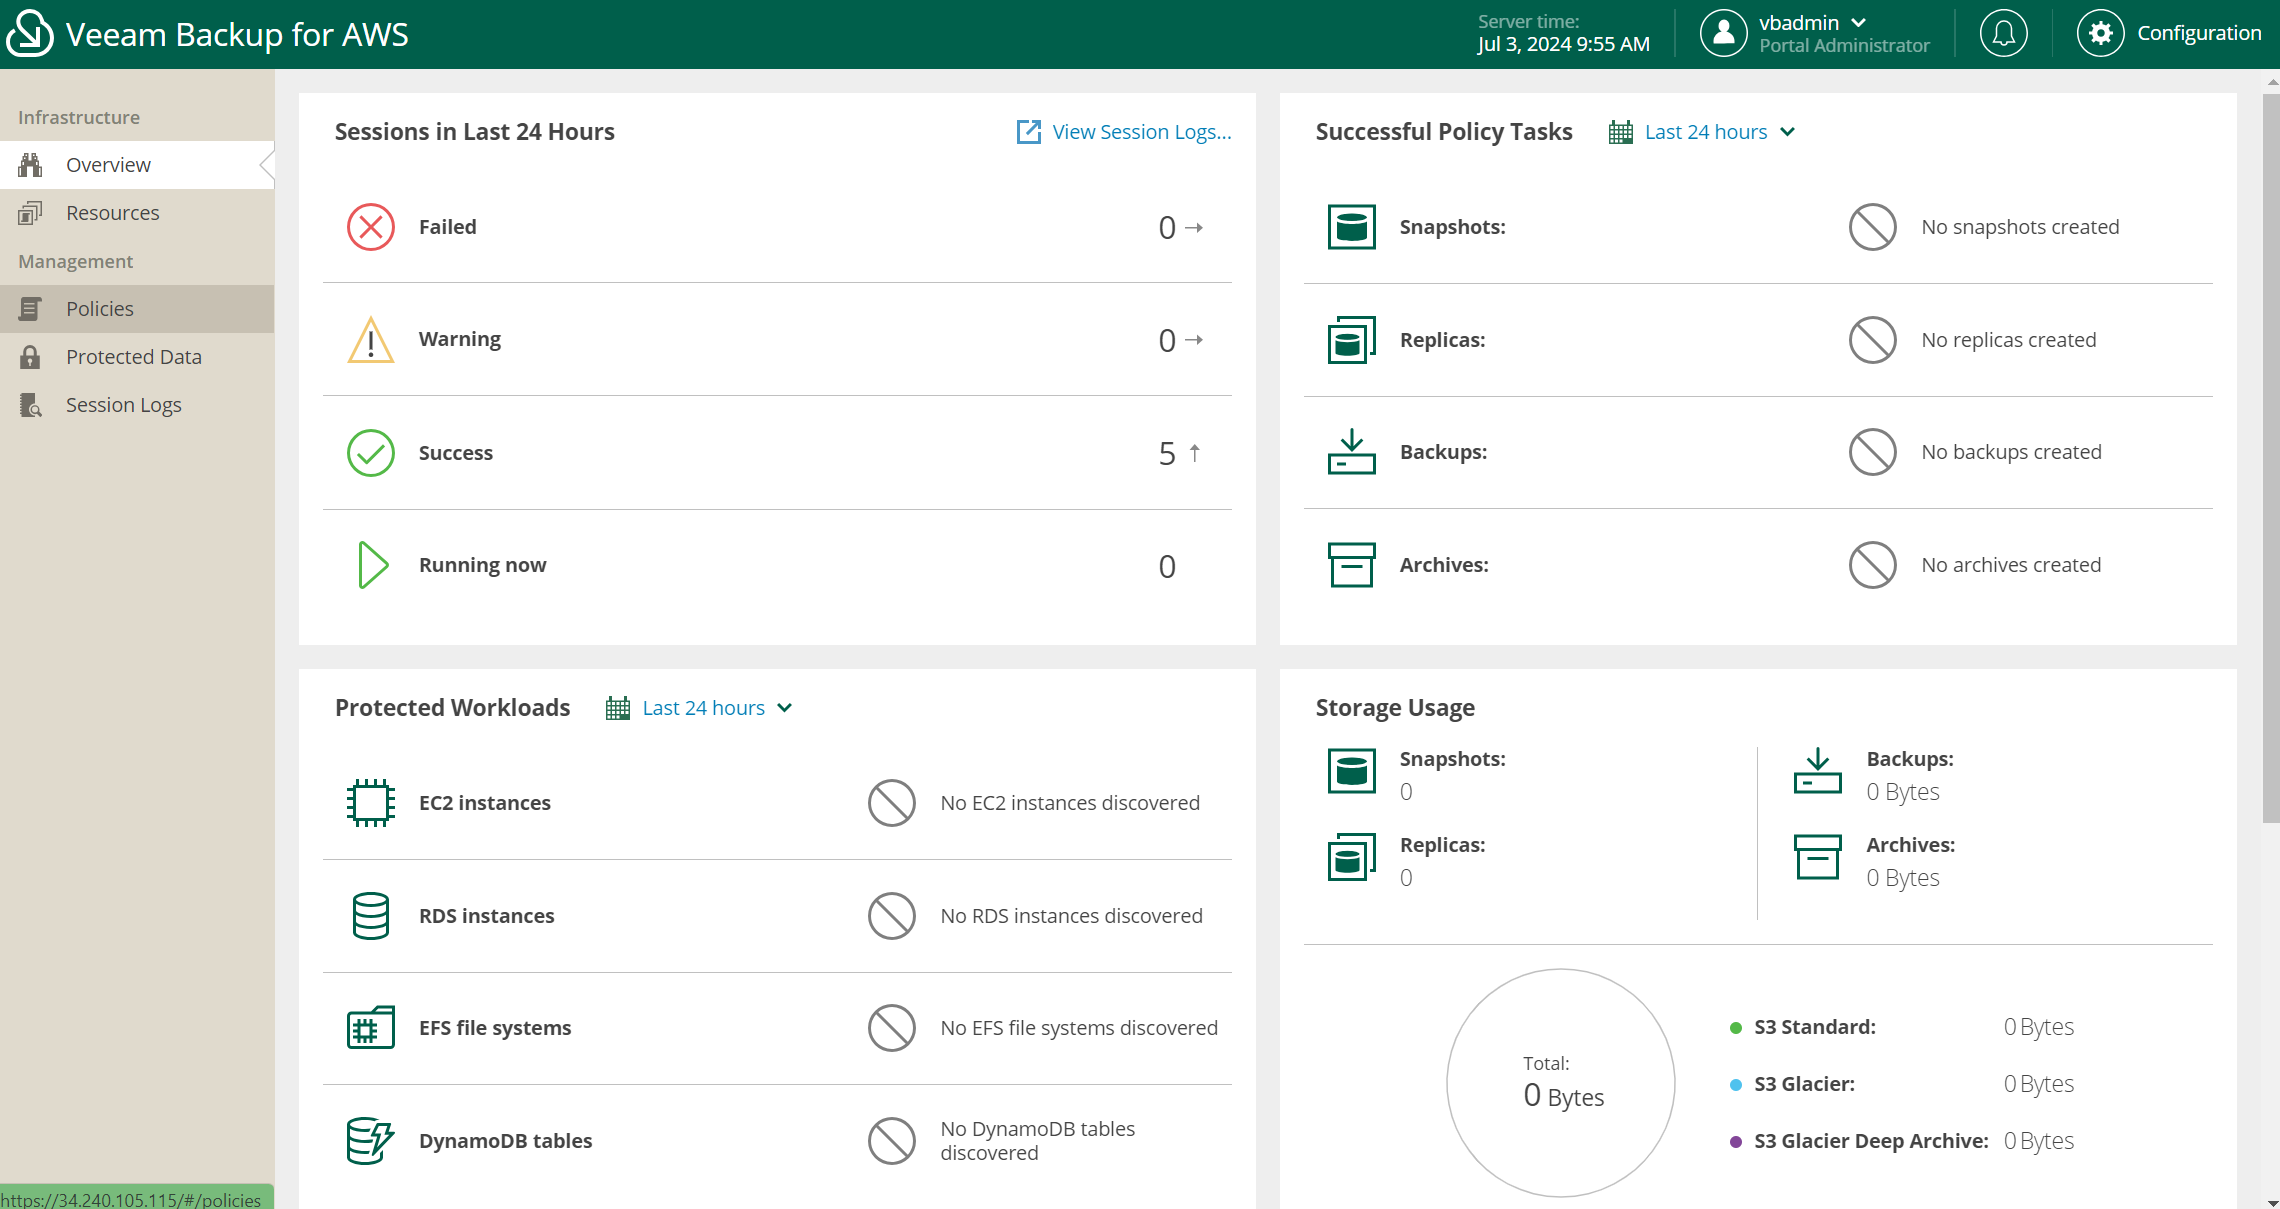 Veeam Backup for AWS
Server time:
Jul 3, 2024 9:55 AM
vbadmin
Portal Administrator
Configuration
Infrastructure
Overview
Resources
Management
Policies
Protected Data
Session Logs
Sessions in Last 24 Hours
View Session Logs...
Failed
0
Warning
0
Success
5
Running now
0
Successful Policy Tasks
Last 24 hours
Snapshots:
No snapshots created
Replicas:
No replicas created
Backups:
No backups created
Archives:
No archives created
Protected Workloads
Last 24 hours
EC2 instances
No EC2 instances discovered
RDS instances
No RDS instances discovered
EFS file systems
No EFS file systems discovered
DynamoDB tables
No DynamoDB tables
discovered
Storage Usage
Snapshots:
0
Replicas:
0
Backups:
0 Bytes
Archives:
0 Bytes
Total:
0 Bytes
S3 Standard:
0 Bytes
S3 Glacier:
0 Bytes
S3 Glacier Deep Archive:
0 Bytes
https://34.240.105.115/#/policies